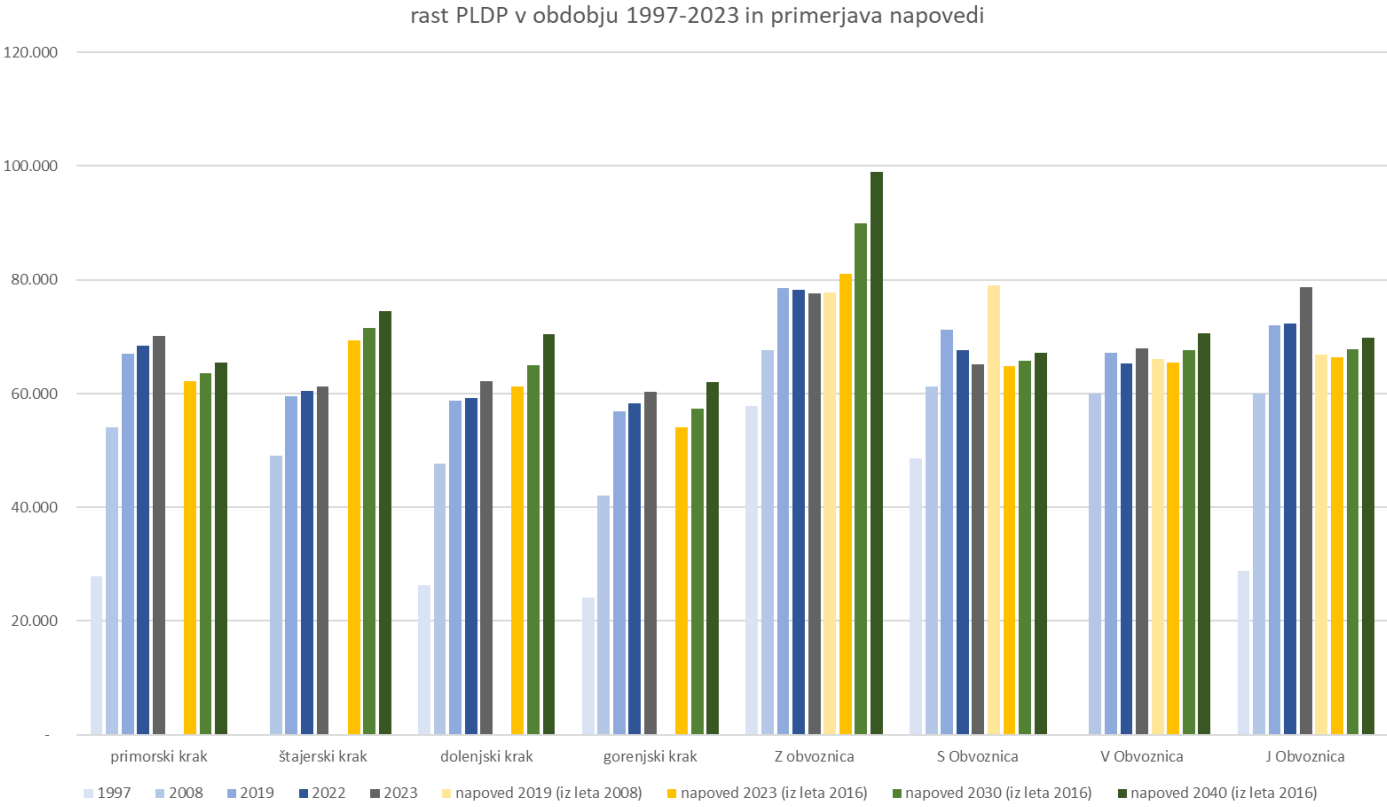 rast PLDP v obdobju 1997-2023 in primerjava napovedi
120.000
100.000
80.000
60.000
40.000
20.000
-
primorski krak štajerski krak dolenjski krak gorenjski krak Z obvoznica S Obvoznica V Obvoznica J Obvoznica
1997 2008 2019 2022 2023 napoved 2019 (iz leta 2008) napoved 2023 (iz leta 2016) napoved 2030 (iz leta 2016) napoved 2040 (iz leta 2016)